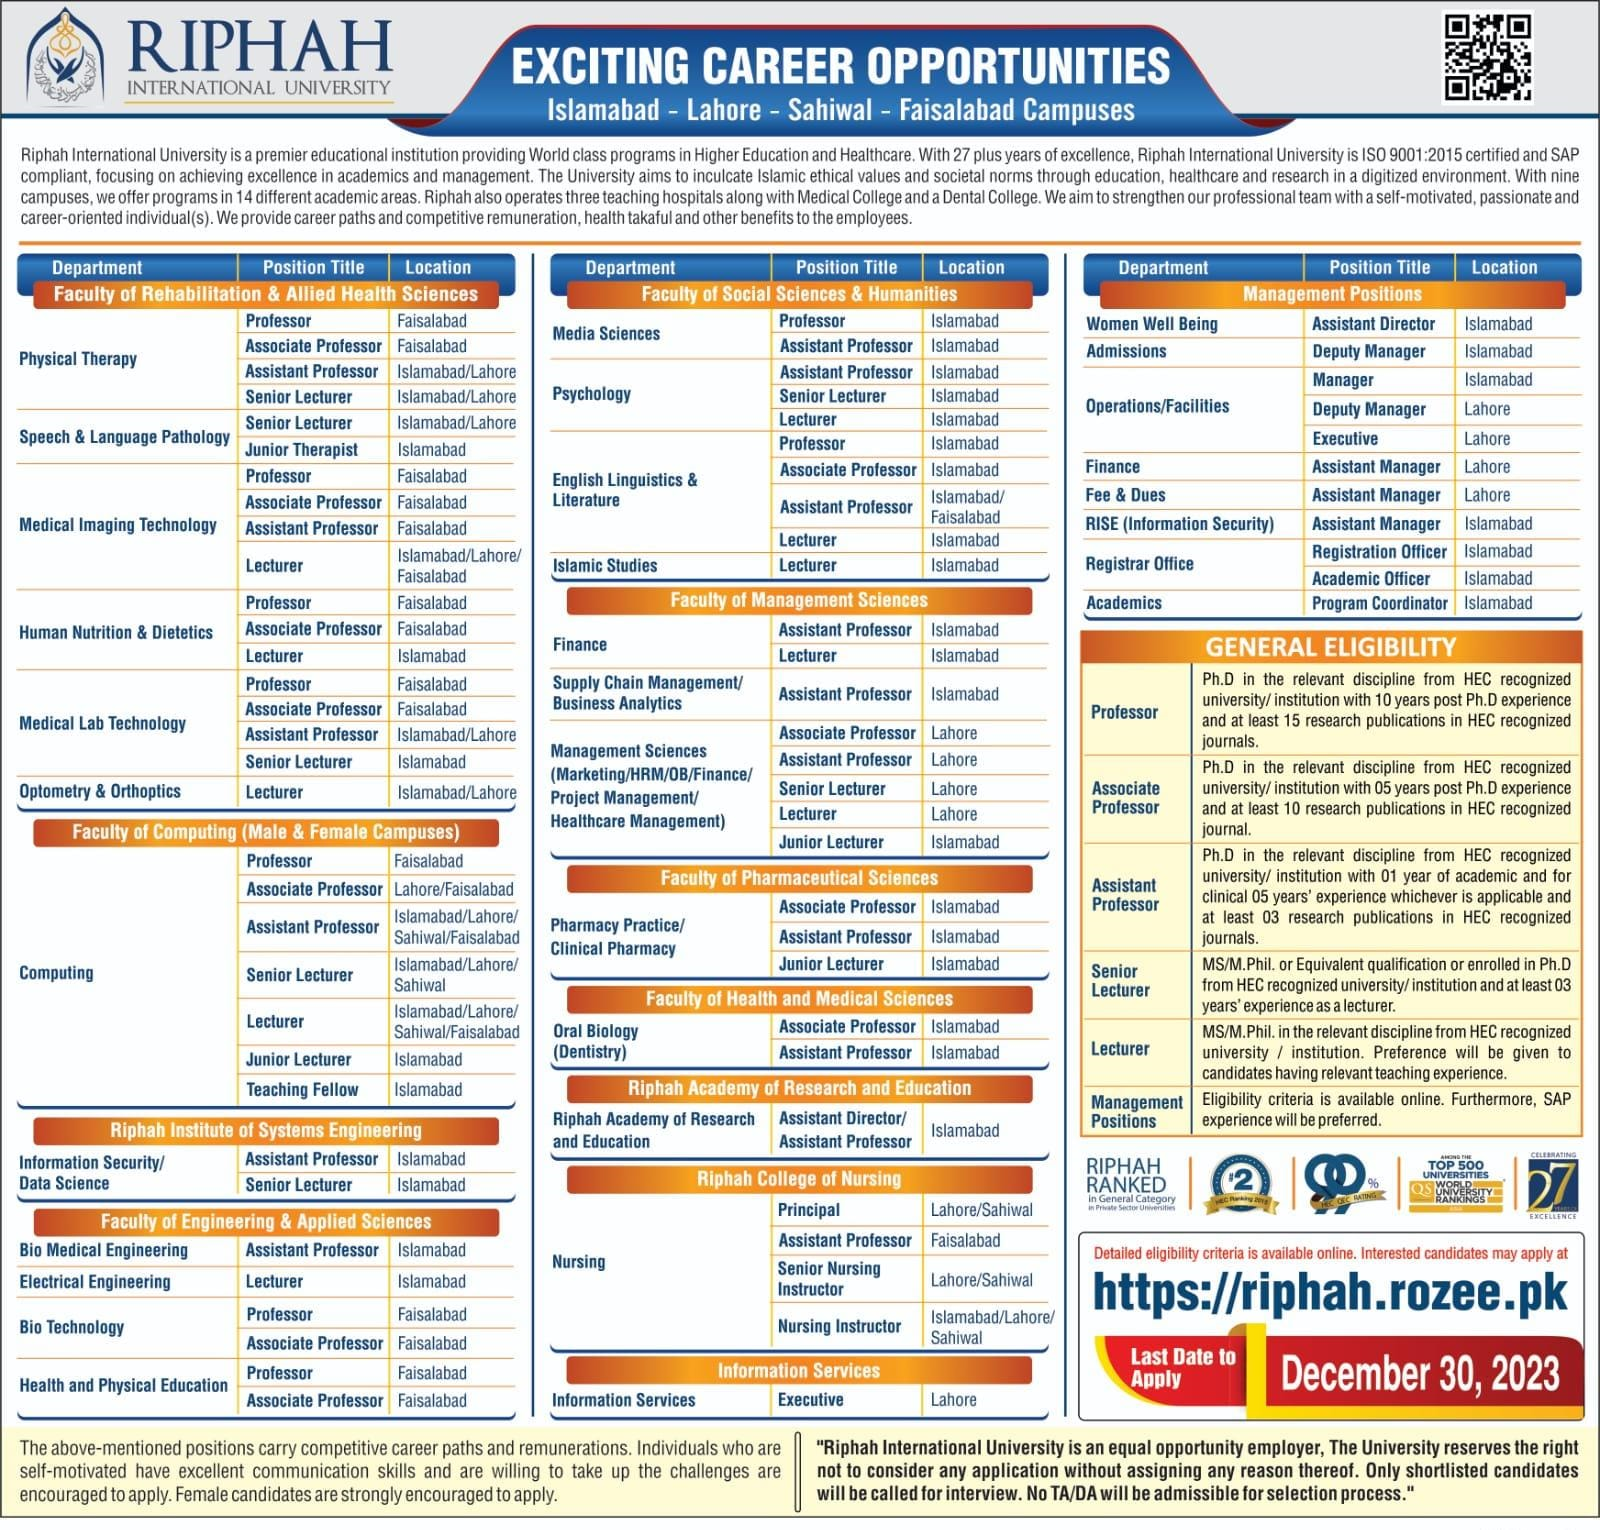 RIPHAH
INTERNATIONAL UNIVERSITY
EXCITING CAREER OPPORTUNITIES
Islamabad - Lahore - Sahiwal - Faisalabad Campuses
Riphah International University is a premier educational institution providing World class programs in Higher Education and Healthcare. With 27 plus years of excellence, Riphah International University is ISO 9001:2015 certified and SAP
compliant, focusing on achieving excellence in academics and management. The University aims to inculcate Islamic ethical values and societal norms through education, healthcare and research in a digitized environment. With nine
campuses, we offer programs in 14 different academic areas. Riphah also operates three teaching hospitals along with Medical College and a Dental College. We aim to strengthen our professional team with a self-motivated, passionate and
career-oriented individual(s). We provide career paths and competitive remuneration, health takaful and other benefits to the employees.
Department Position Title Location
Faculty of Rehabilitation & Allied Health Sciences
Physical Therapy
Professor Faisalabad
Associate Professor Faisalabad
Assistant Professor Islamabad/Lahore
Senior Lecturer Islamabad/Lahore
Speech & Language Pathology
Senior Lecturer Islamabad/Lahore
Junior Therapist Islamabad
Medical Imaging Technology
Professor Faisalabad
Associate Professor Faisalabad
Assistant Professor Faisalabad
Lecturer Islamabad/Lahore/
Faisalabad
Human Nutrition & Dietetics
Professor Faisalabad
Associate Professor Faisalabad
Lecturer Islamabad
Medical Lab Technology
Professor Faisalabad
Associate Professor Faisalabad
Assistant Professor Islamabad/Lahore
Senior Lecturer Islamabad
Optometry & Orthoptics Lecturer Islamabad/Lahore
Faculty of Computing (Male & Female Campuses)
Computing
Professor Faisalabad
Associate Professor Lahore/Faisalabad
Assistant Professor Islamabad/Lahore/
Sahiwal/Faisalabad
Senior Lecturer Islamabad/Lahore/
Sahiwal
Lecturer Islamabad/Lahore/
Sahiwal/Faisalabad
Junior Lecturer Islamabad
Teaching Fellow Islamabad
Riphah Institute of Systems Engineering
Information Security/
Data Science
Assistant Professor Islamabad
Senior Lecturer Islamabad
Faculty of Engineering & Applied Sciences
Bio Medical Engineering Assistant Professor Islamabad
Electrical Engineering Lecturer Islamabad
Bio Technology
Professor Faisalabad
Associate Professor Faisalabad
Health and Physical Education
Professor Faisalabad
Associate Professor Faisalabad
Department Position Title Location
Faculty of Social Sciences & Humanities
Media Sciences
Professor Islamabad
Assistant Professor Islamabad
Psychology
Assistant Professor Islamabad
Senior Lecturer Islamabad
Lecturer Islamabad
English Linguistics &
Literature
Professor Islamabad
Associate Professor Islamabad
Assistant Professor Islamabad/
Faisalabad
Lecturer Islamabad
Islamic Studies Lecturer Islamabad
Faculty of Management Sciences
Finance
Assistant Professor Islamabad
Lecturer Islamabad
Supply Chain Management/
Business Analytics
Assistant Professor Islamabad
Management Sciences
(Marketing/HRM/OB/Finance/
Project Management/
Healthcare Management)
Associate Professor Lahore
Assistant Professor Lahore
Senior Lecturer Lahore
Lecturer Lahore
Junior Lecturer Islamabad
Faculty of Pharmaceutical Sciences
Pharmacy Practice/
Clinical Pharmacy
Associate Professor Islamabad
Assistant Professor Islamabad
Junior Lecturer Islamabad
Faculty of Health and Medical Sciences
Oral Biology
(Dentistry)
Associate Professor Islamabad
Assistant Professor Islamabad
Riphah Academy of Research and Education
Riphah Academy of Research
and Education
Assistant Director/
Assistant Professor
Islamabad
Riphah College of Nursing
Nursing
Principal Lahore/Sahiwal
Assistant Professor Faisalabad
Senior Nursing
Instructor
Lahore/Sahiwal
Nursing Instructor Islamabad/Lahore/
Sahiwal
Information Services
Information Services Executive Lahore
Department Position Title Location
Management Positions
Women Well Being Assistant Director Islamabad
Admissions Deputy Manager Islamabad
Operations/Facilities
Manager Islamabad
Deputy Manager Lahore
Executive Lahore
Finance Assistant Manager Lahore
Fee & Dues Assistant Manager Lahore
RISE (Information Security) Assistant Manager Islamabad
Registrar Office
Registration Officer Islamabad
Academic Officer Islamabad
Academics Program Coordinator Islamabad
GENERAL ELIGIBILITY
Professor
Ph.D in the relevant discipline from HEC recognized
university/ institution with 10 years post Ph.D experience
and at least 15 research publications in HEC recognized
journals.
Associate
Professor
Ph.D in the relevant discipline from HEC recognized
university/ institution with 05 years post Ph.D experience
and at least 10 research publications in HEC recognized
journal.
Assistant
Professor
Ph.D in the relevant discipline from HEC recognized
university/ institution with 01 year of academic and for
clinical 05 years' experience whichever is applicable and
at least 03 research publications in HEC recognized
journals.
Senior
Lecturer
MS/M.Phil. or Equivalent qualification or enrolled in Ph.D
from HEC recognized university/ institution and at least 03
years' experience as a lecturer.
Lecturer
MS/M.Phil. in the relevant discipline from HEC recognized
university / institution. Preference will be given to
candidates having relevant teaching experience.
Management
Positions
Eligibility criteria is available online. Furthermore, SAP
experience will be preferred.
RIPHAH
RANKED
in General Category
in Private Sector Universities
#2
HEC Ranking 2015
99 %
HEC QEC RATING
AMONG THE
TOP 500
UNIVERSITIES
QS WORLD
UNIVERSITY
RANKINGS
ASIA
CELEBRATING
27
YEARS OF
EXCELLENCE
Detailed eligibility criteria is available online. Interested candidates may apply at
https://riphah.rozee.pk
Last Date to
Apply
December 30, 2023
The above-mentioned positions carry competitive career paths and remunerations. Individuals who are
self-motivated have excellent communication skills and are willing to take up the challenges are
encouraged to apply. Female candidates are strongly encouraged to apply.
"Riphah International University is an equal opportunity employer, The University reserves the right
not to consider any application without assigning any reason thereof. Only shortlisted candidates
will be called for interview. No TA/DA will be admissible for selection process."